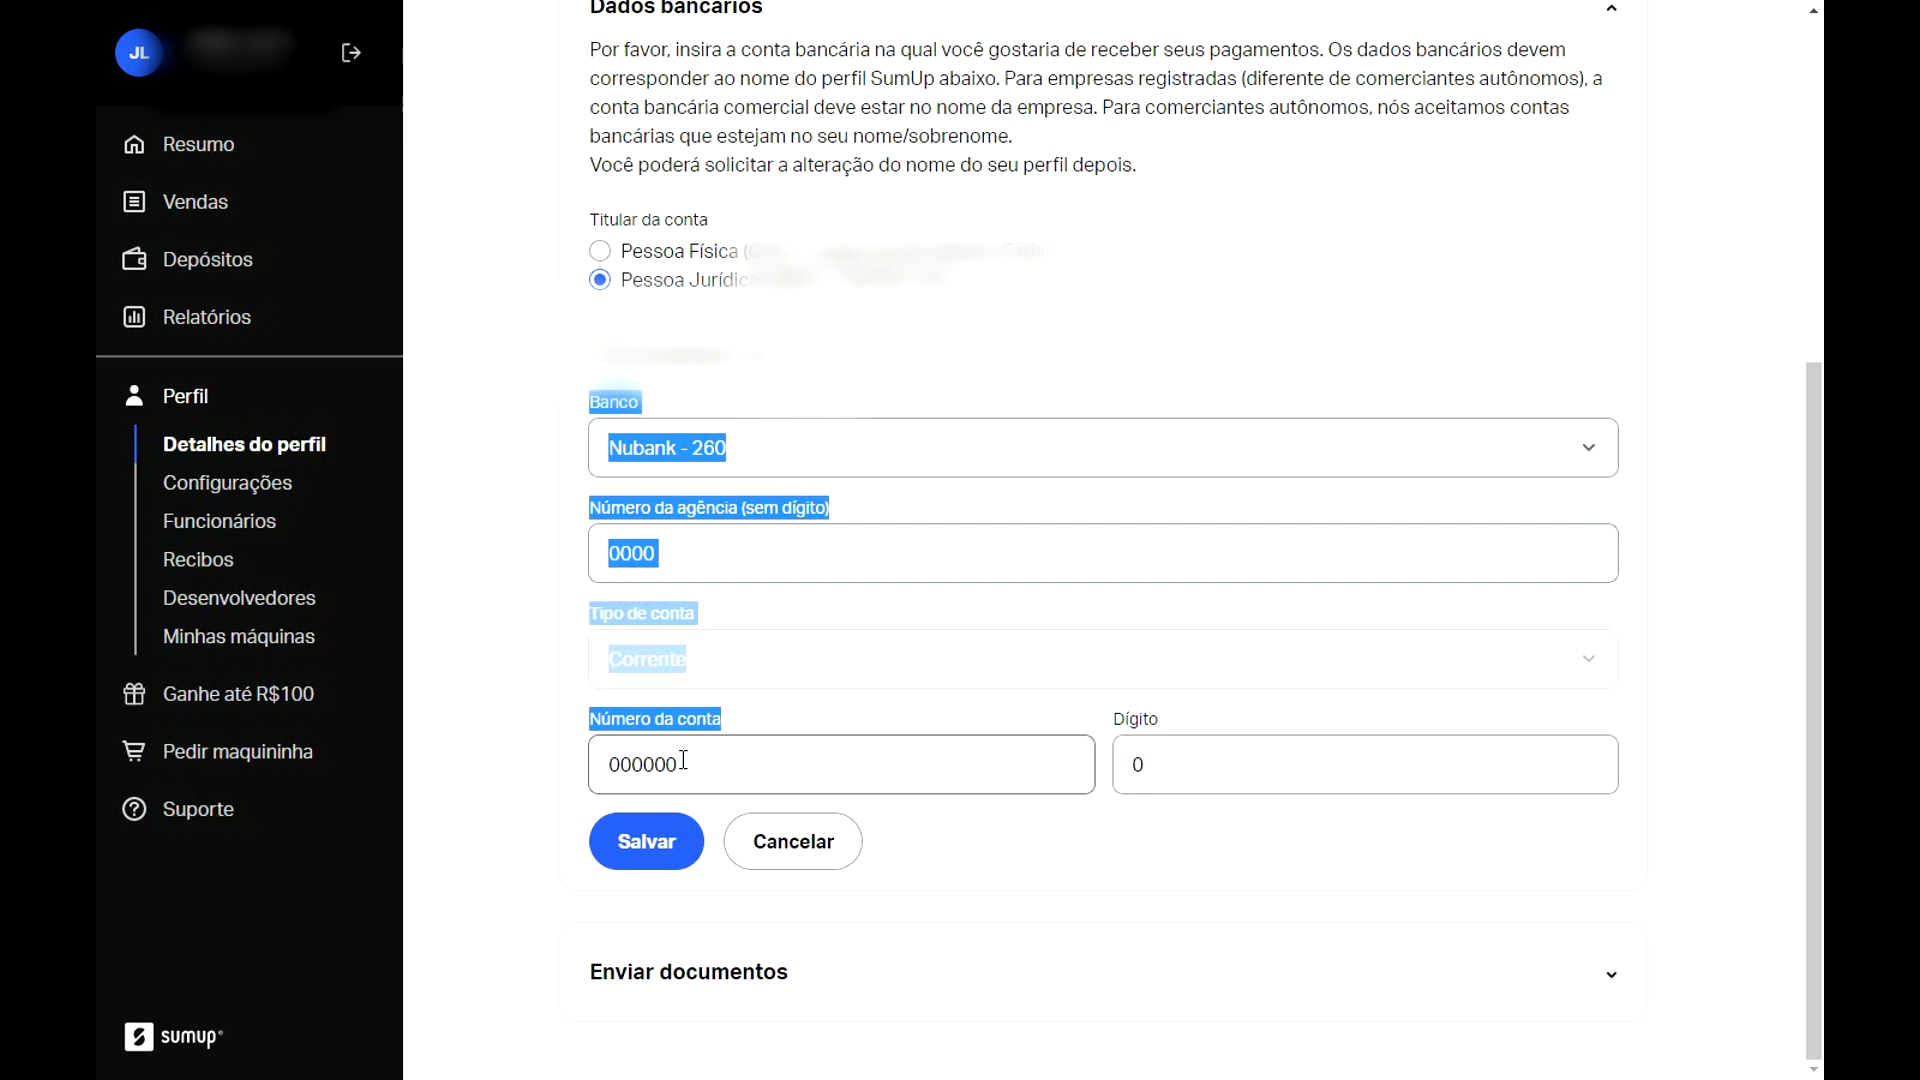 JL
Resumo
Vendas
Depósitos
Relatórios
Perfil
Detalhes do perfil
Configurações
Funcionários
Recibos
Desenvolvedores
Minhas máquinas
Ganhe até R$100
Pedir maquininha
Suporte
sumup®
Dados bancários
Por favor, insira a conta bancária na qual você gostaria de receber seus pagamentos. Os dados bancários devem
corresponder ao nome do perfil SumUp abaixo. Para empresas registradas (diferente de comerciantes autônomos), a
conta bancária comercial deve estar no nome da empresa. Para comerciantes autônomos, nós aceitamos contas
bancárias que estejam no seu nome/sobrenome.
Você poderá solicitar a alteração do nome do seu perfil depois.
Titular da conta
Pessoa Física
Pessoa Jurídica
Banco
Nubank - 260
Número da agência (sem dígito)
0000
Tipo de conta
Corrente
Número da conta
Dígito
000000
0
Salvar
Cancelar
Enviar documentos